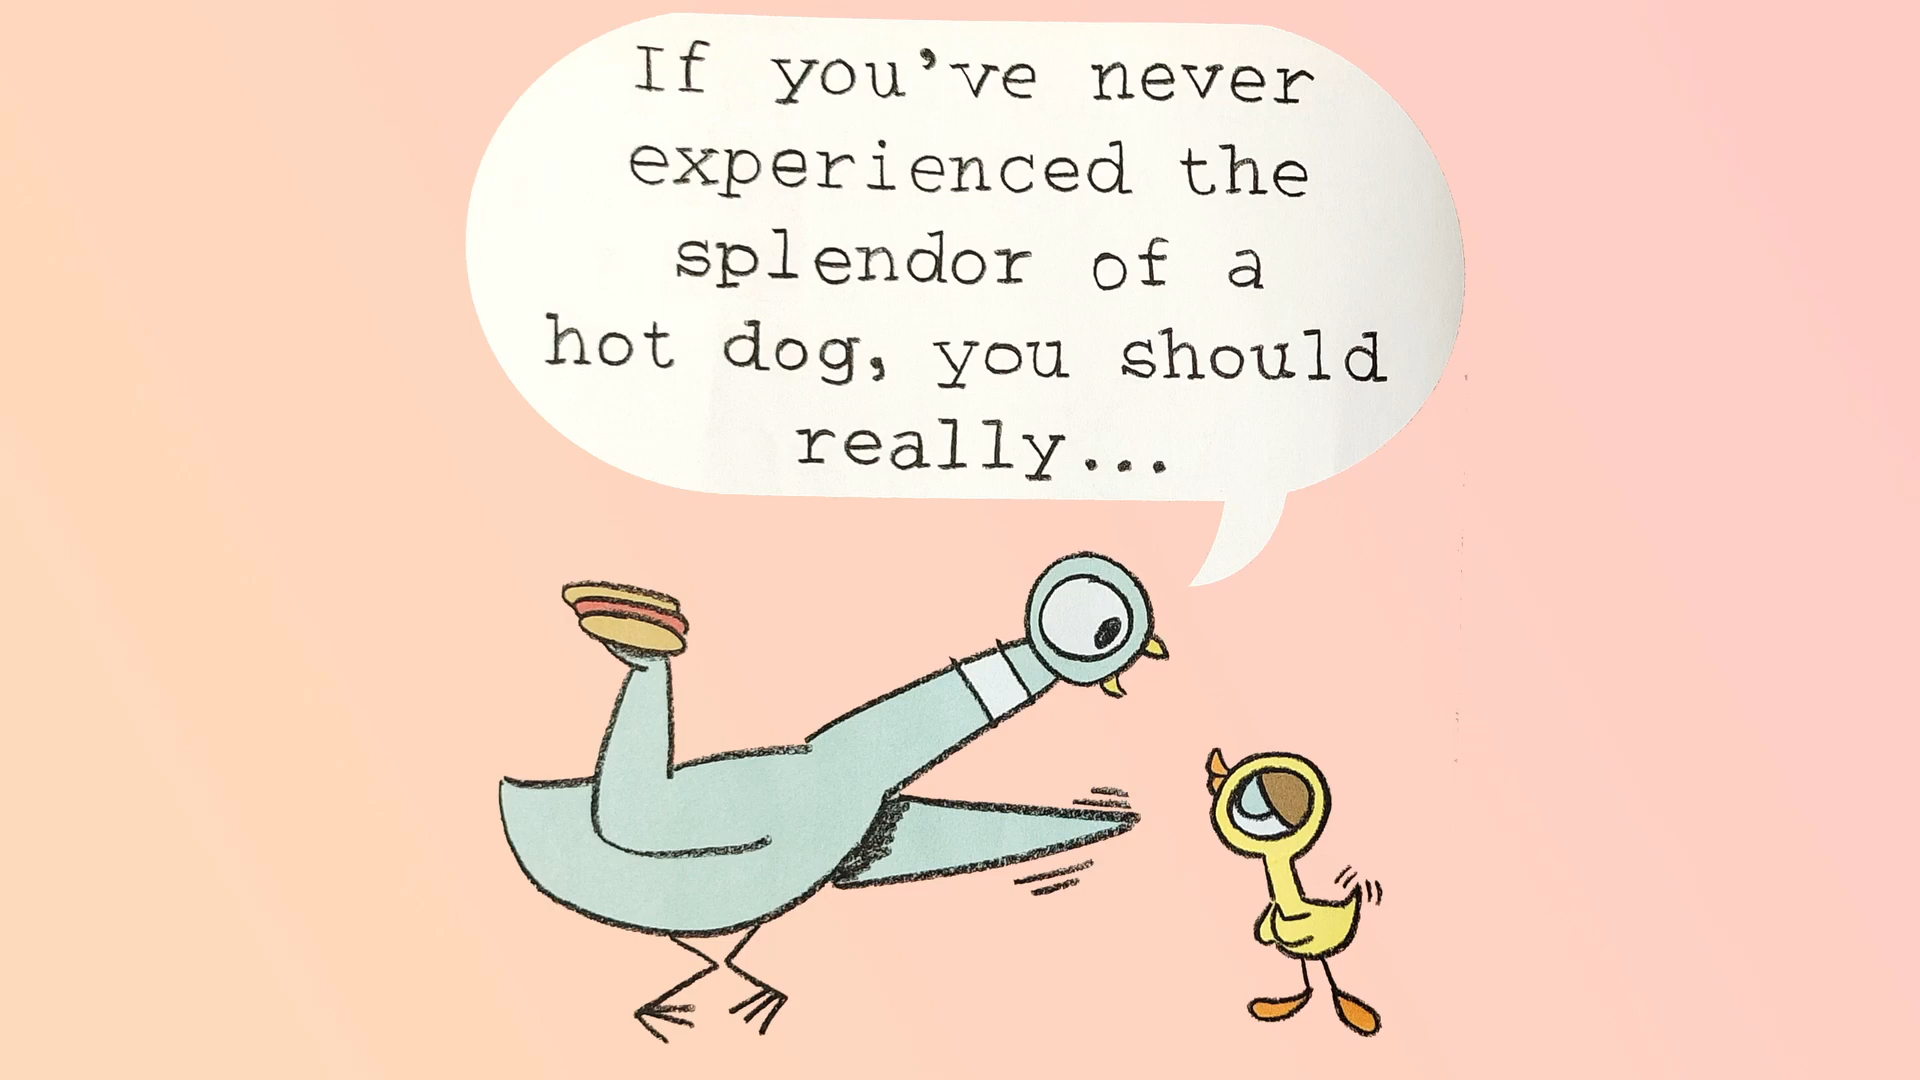 If you've never
experienced the
splendor of a
hot dog, you should
really...